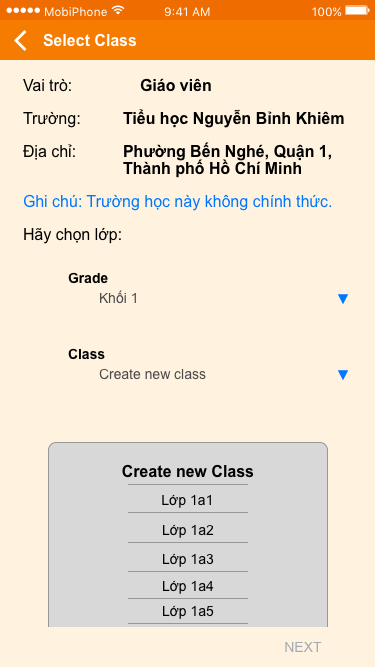 MobiPhone 9:41 AM 100%
Select Class
Vai trò: Giáo viên
Trường: Tiểu học Nguyễn Bỉnh Khiêm
Địa chỉ: Phường Bến Nghé, Quận 1,
Thành phố Hồ Chí Minh
Ghi chú: Trường học này không chính thức.
Hãy chọn lớp:
Grade
Khối 1
Class
Create new class
Create new Class
Lớp 1a1
Lớp 1a2
Lớp 1a3
Lớp 1a4
Lớp 1a5
NEXT